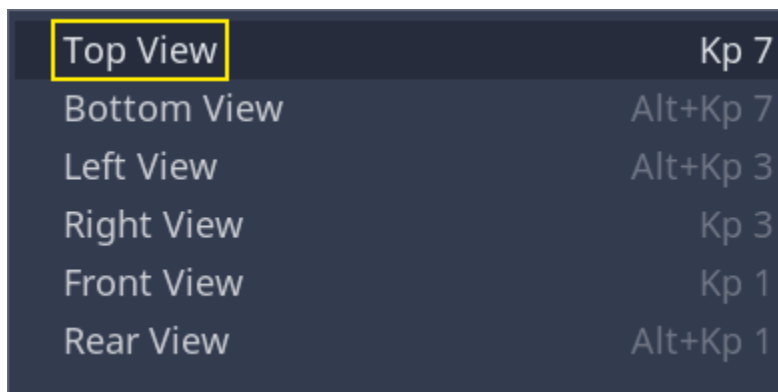 Top View Kp 7
Bottom View Alt+Kp 7
Left View Alt+Kp 3
Right View Kp 3
Front View Kp 1
Rear View Alt+Kp 1